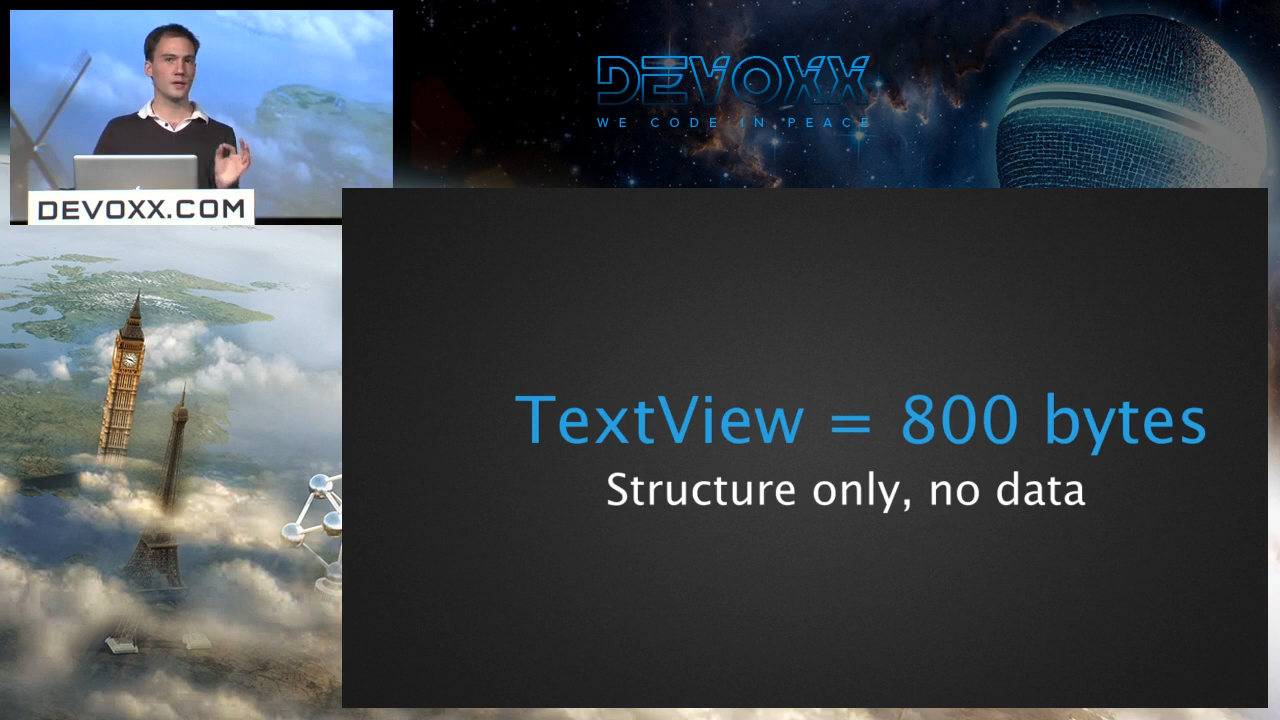 DEVOXX
WE CODE IN PEACE
DEVOXX.COM
TextView = 800 bytes
Structure only, no data